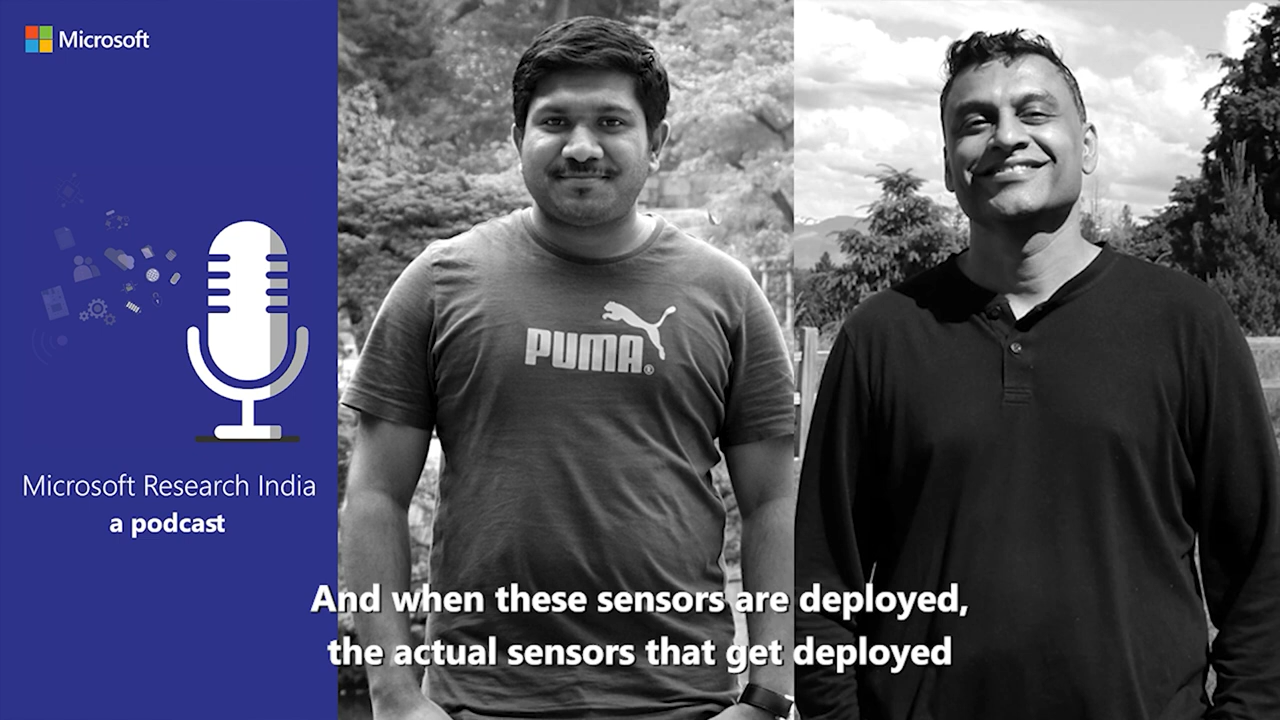 Microsoft
Microsoft Research India
a podcast
PUMA®
And when these sensors are deployed,
the actual sensors that get deployed